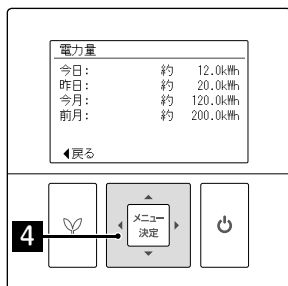 電力量
今日: 約 12.0kWh
昨日: 約 20.0kWh
今月: 約 120.0kWh
前月: 約 200.0kWh
◀戻る
メニュー
決定
4